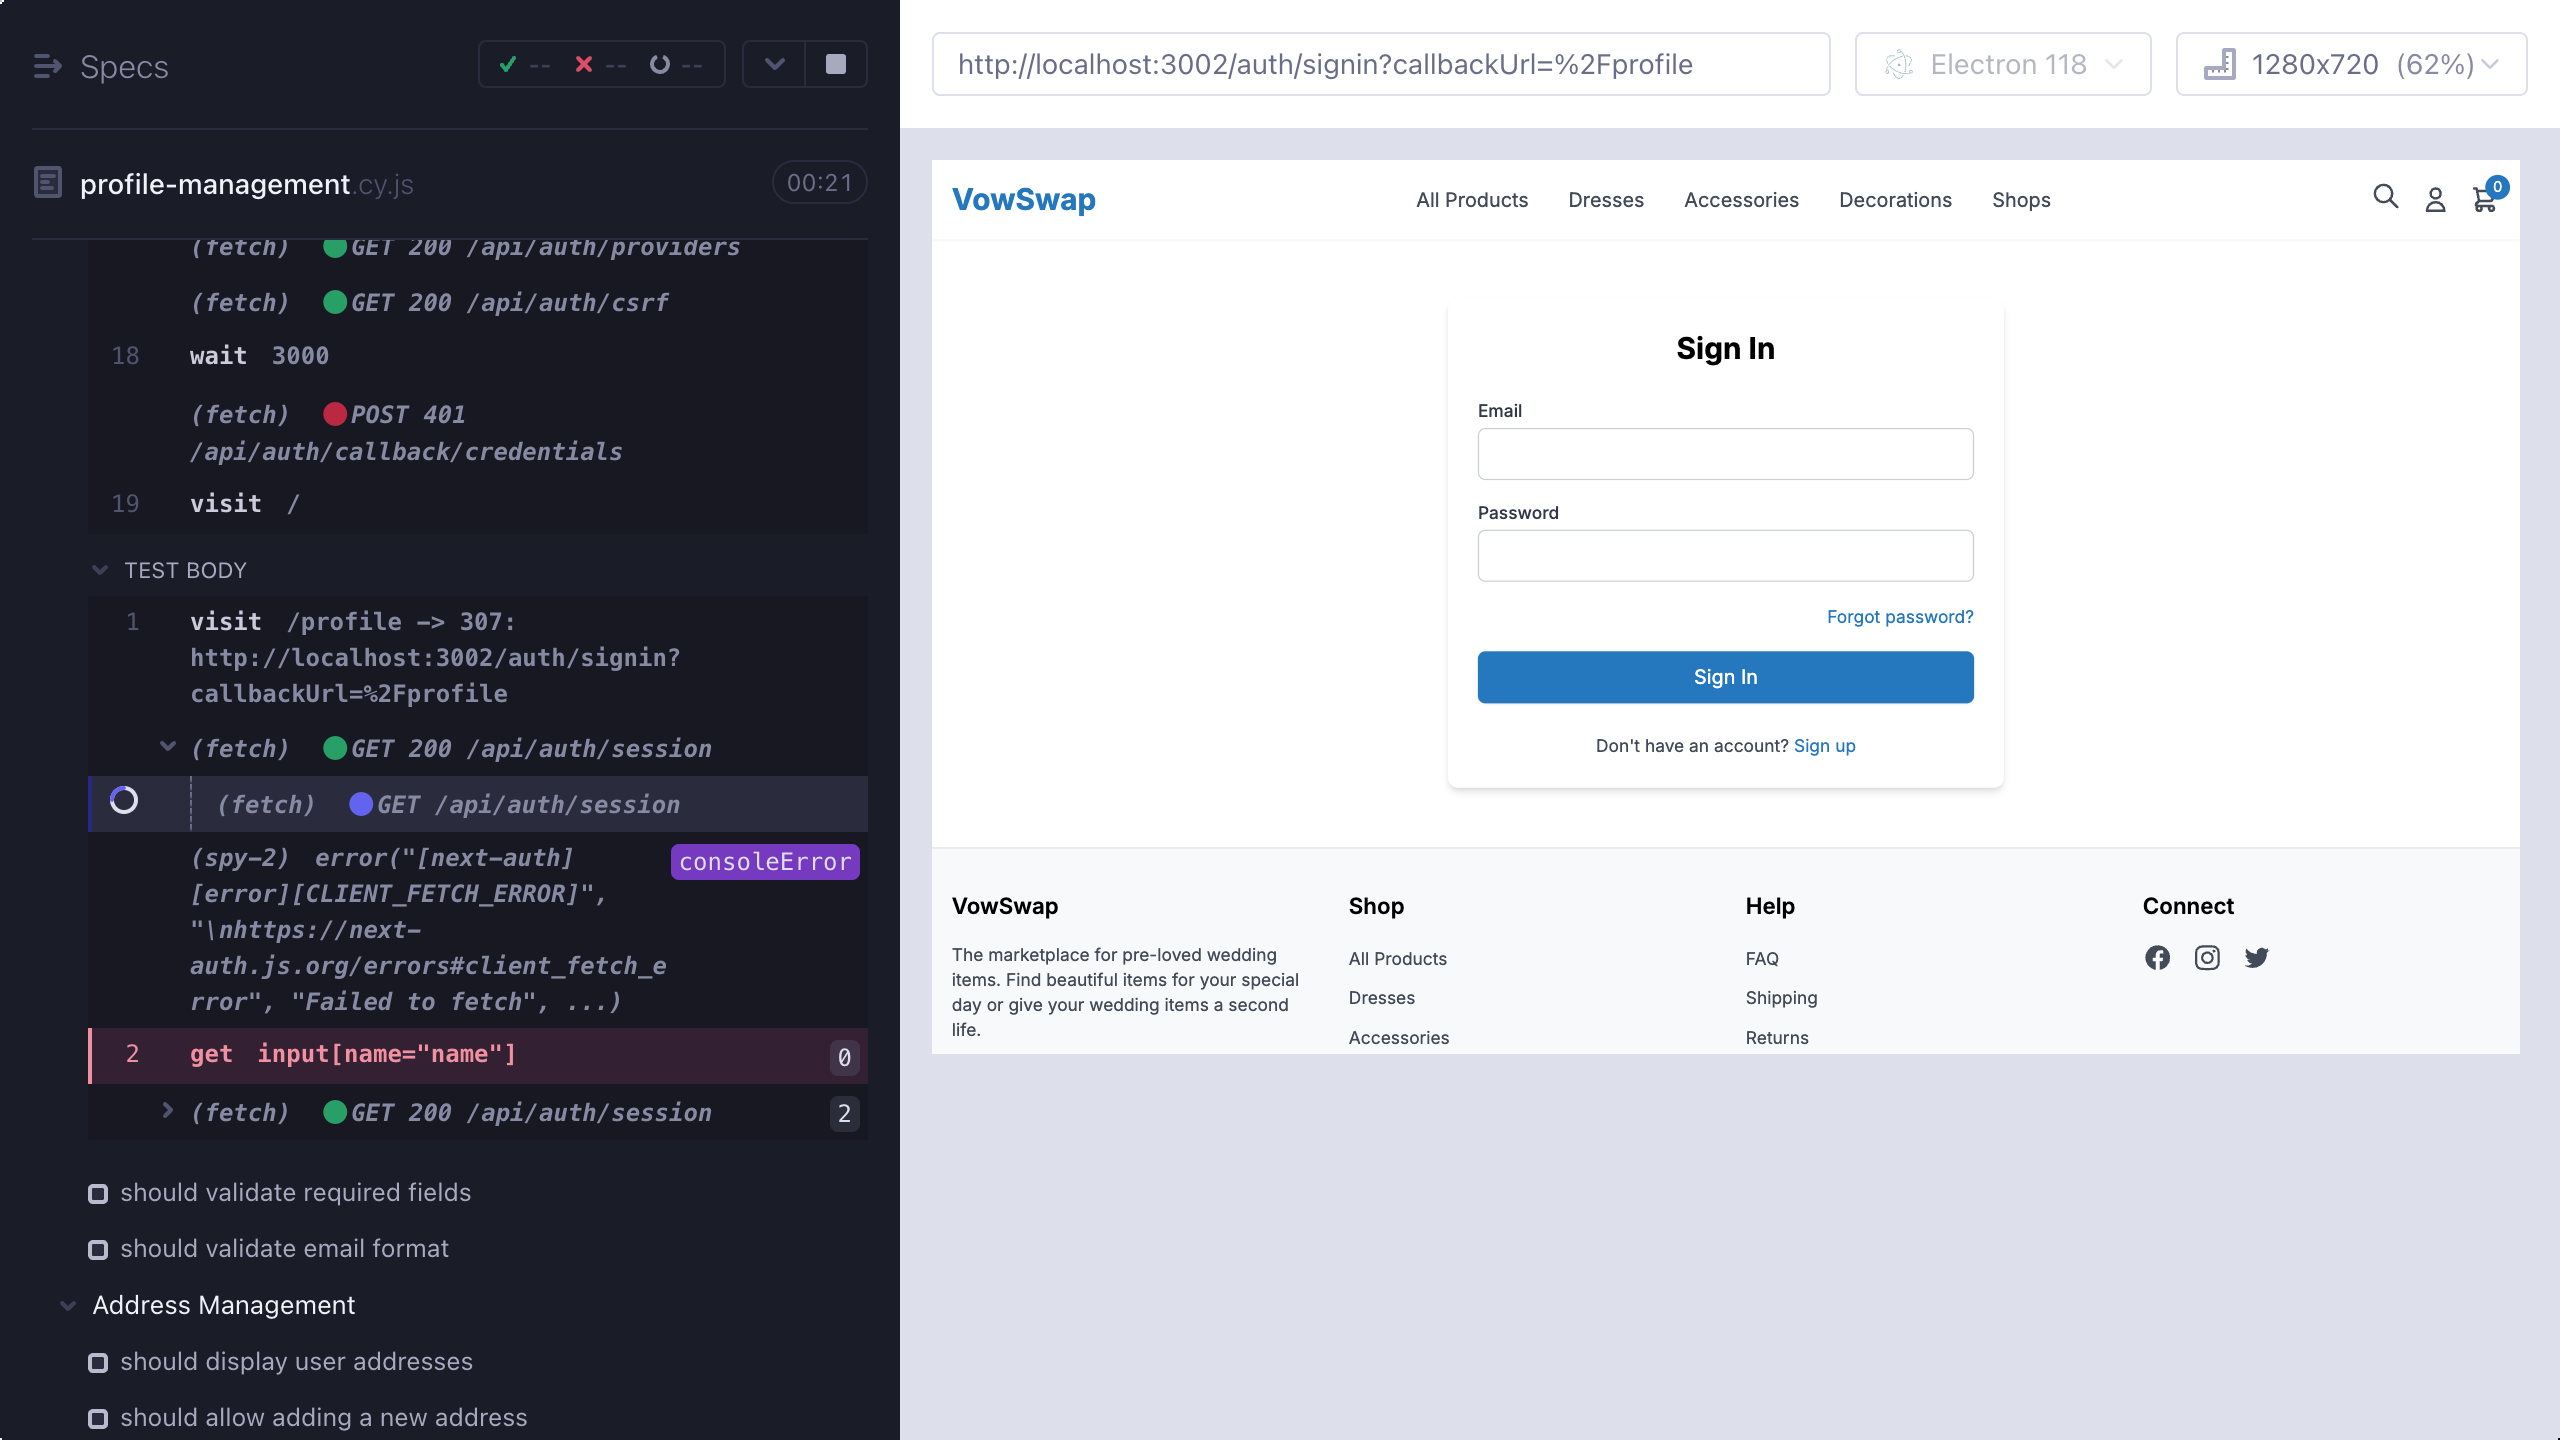 Specs
-- -- --
http://localhost:3002/auth/signin?callbackUrl=%2Fprofile
Electron 118
1280x720 (62%)
profile-management.cy.js
00:21
(fetch) GET 200 /api/auth/providers
(fetch) GET 200 /api/auth/csrf
18 wait 3000
(fetch) POST 401
/api/auth/callback/credentials
19 visit /
TEST BODY
1 visit /profile -> 307:
http://localhost:3002/auth/signin?
callbackUrl=%2Fprofile
(fetch) GET 200 /api/auth/session
(fetch) GET /api/auth/session
(spy-2) error("[next-auth] consoleError
[error][CLIENT_FETCH_ERROR]",
"\nhttps://next-
auth.js.org/errors#client_fetch_e
rror", "Failed to fetch", ...)
2 get input[name="name"] 0
(fetch) GET 200 /api/auth/session 2
should validate required fields
should validate email format
Address Management
should display user addresses
should allow adding a new address
VowSwap
All Products Dresses Accessories Decorations Shops
0
Sign In
Email
Password
Forgot password?
Sign In
Don't have an account? Sign up
VowSwap
The marketplace for pre-loved wedding
items. Find beautiful items for your special
day or give your wedding items a second
life.
Shop
All Products
Dresses
Accessories
Help
FAQ
Shipping
Returns
Connect